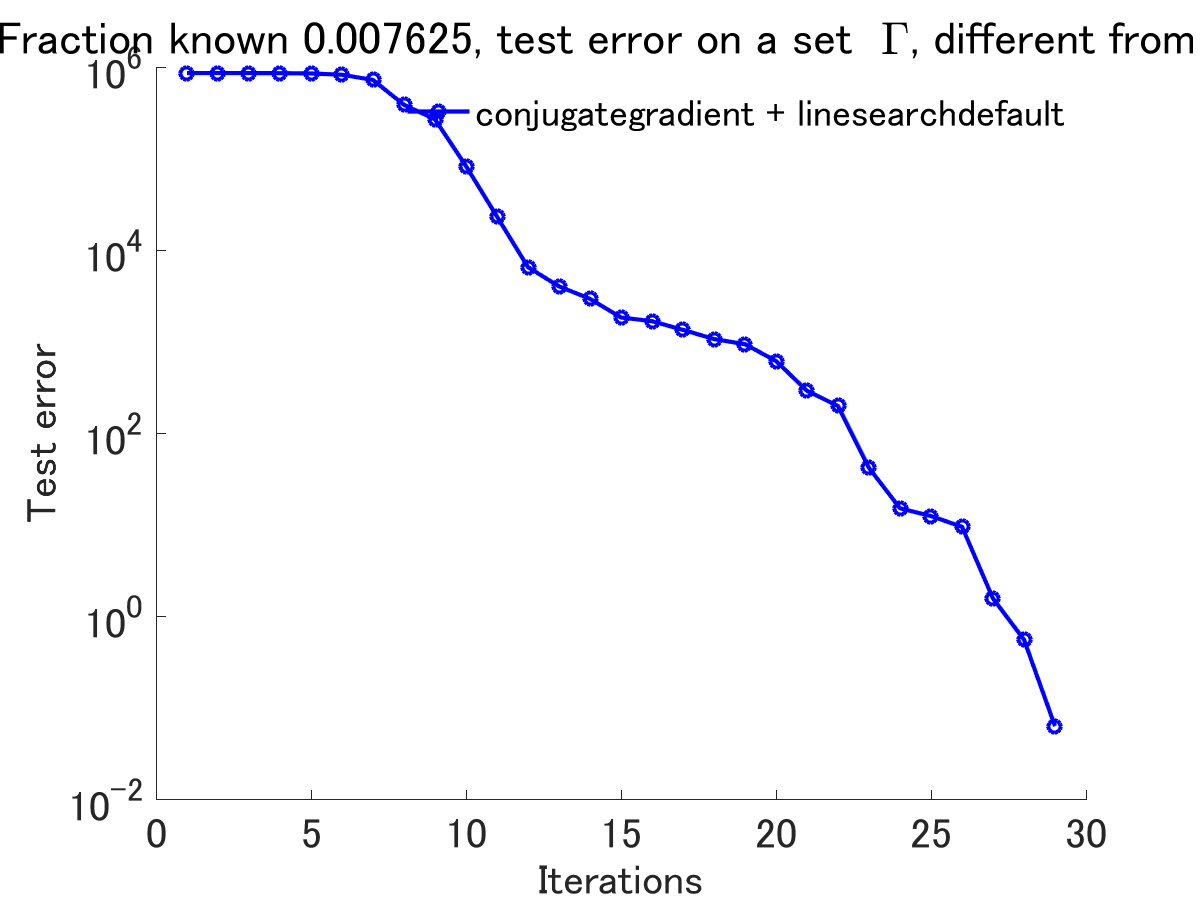 Fraction known 0.007625, test error on a set Γ, different from
10^6
conjugategradient + linesearchdefault
10^4
10^2
10^0
10^-2
Test error
0 5 10 15 20 25 30
Iterations